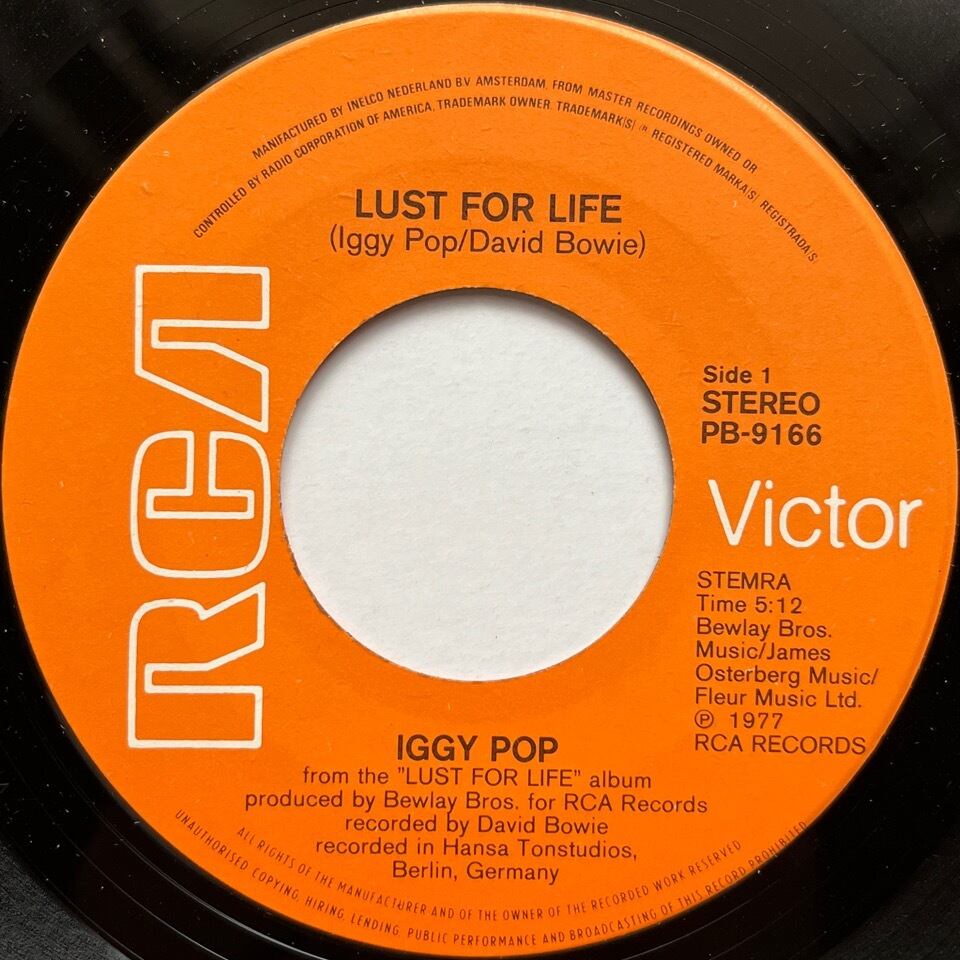 MANUFACTURED BY INELCO NEDERLAND B.V. AMSTERDAM, FROM MASTER RECORDINGS OWNED OR
CONTROLLED BY RADIO CORPORATION OF AMERICA, TRADEMARK OWNER, TRADEMARK(S) ® REGISTERED MARKA(S) REGISTRADA(S)
LUST FOR LIFE
(Iggy Pop/David Bowie)
RCA
Side 1
STEREO
PB-9166
Victor
STEMRA
Time 5:12
Bewlay Bros.
Music/James
Osterberg Music/
Fleur Music Ltd.
℗ 1977
RCA RECORDS
IGGY POP
from the "LUST FOR LIFE" album
produced by Bewlay Bros. for RCA Records
recorded by David Bowie
recorded in Hansa Tonstudios,
Berlin, Germany
ALL RIGHTS OF THE MANUFACTURER AND OF THE OWNER OF THE RECORDED WORK RESERVED
UNAUTHORISED COPYING, HIRING, LENDING, PUBLIC PERFORMANCE AND BROADCASTING OF THIS RECORD PROHIBITED